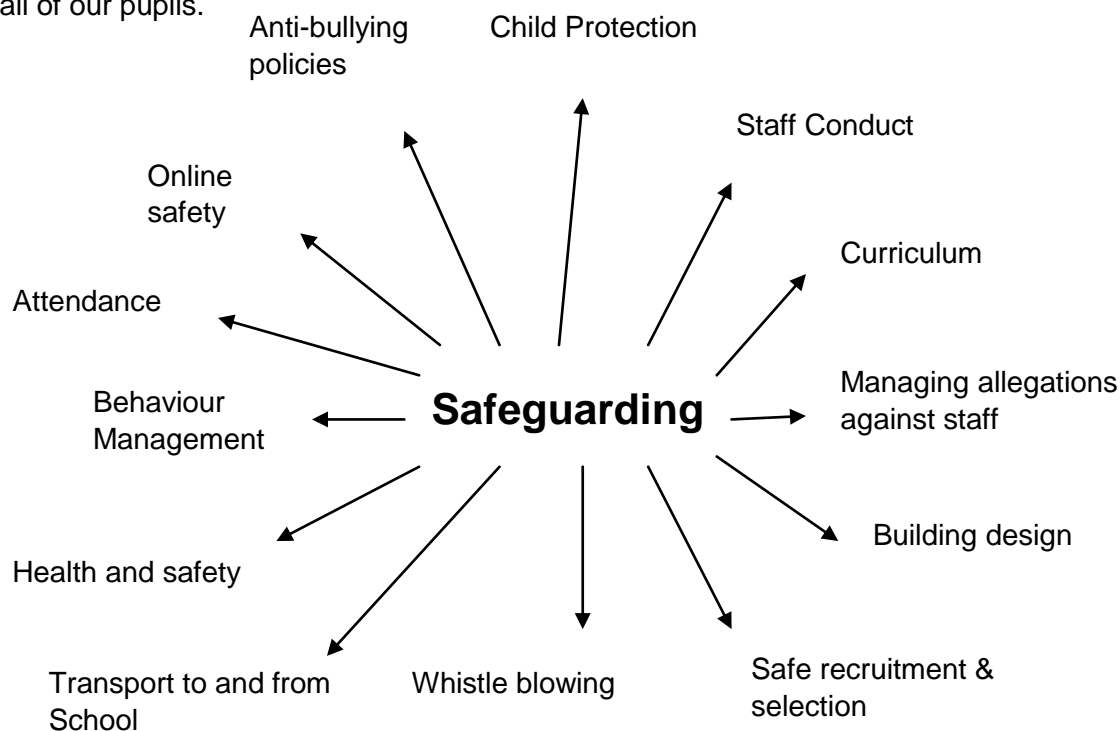 all of our pupils.
Anti-bullying
policies
Child Protection
Staff Conduct
Online
safety
Curriculum
Attendance
Managing allegations
against staff
Behaviour
Management
Safeguarding
Building design
Health and safety
Safe recruitment &
selection
Transport to and from
School
Whistle blowing